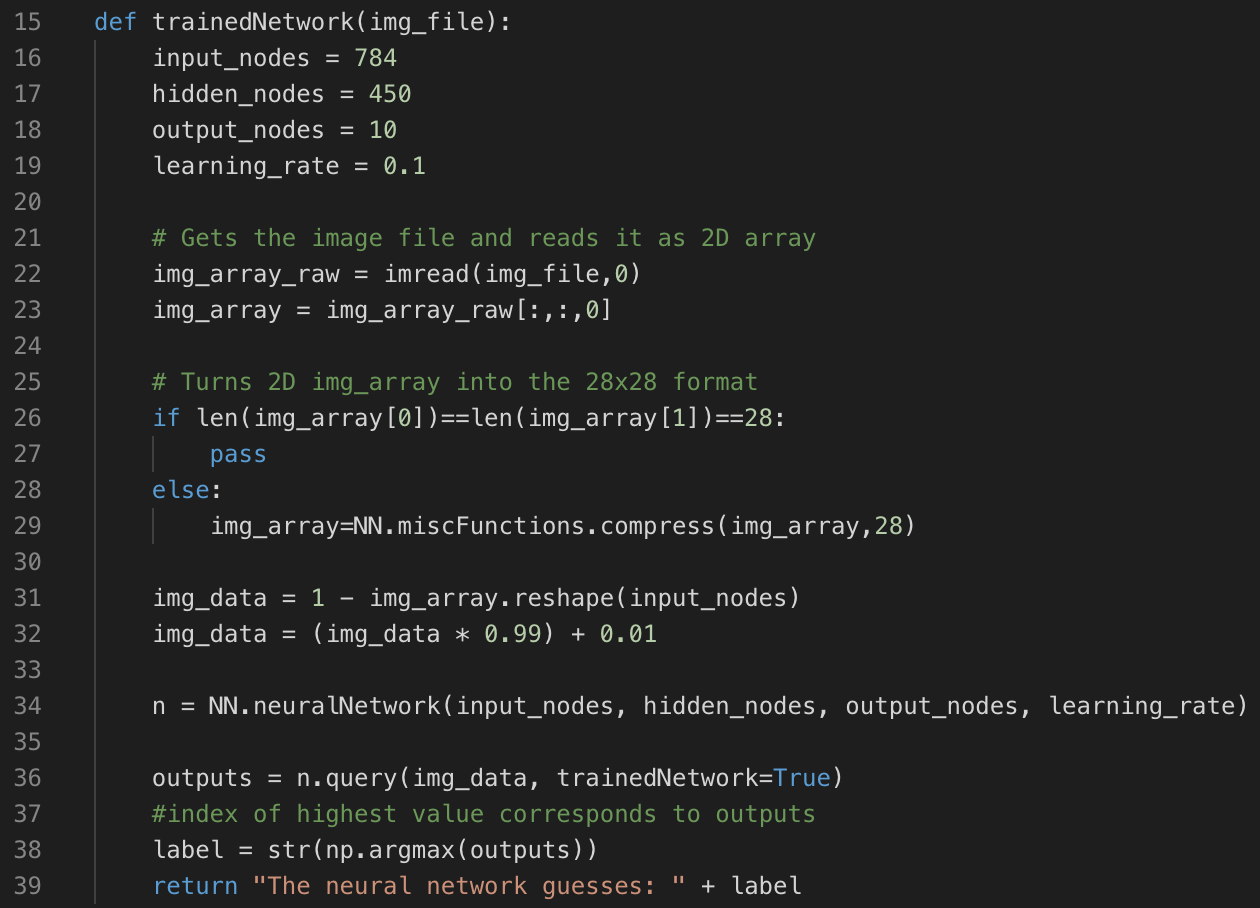 15 def trainedNetwork(img_file):
16     input_nodes = 784
17     hidden_nodes = 450
18     output_nodes = 10
19     learning_rate = 0.1
20
21     # Gets the image file and reads it as 2D array
22     img_array_raw = imread(img_file,0)
23     img_array = img_array_raw[:,:,0]
24
25     # Turns 2D img_array into the 28x28 format
26     if len(img_array[0])==len(img_array[1])==28:
27         pass
28     else:
29         img_array=NN.miscFunctions.compress(img_array,28)
30
31     img_data = 1 - img_array.reshape(input_nodes)
32     img_data = (img_data * 0.99) + 0.01
33
34     n = NN.neuralNetwork(input_nodes, hidden_nodes, output_nodes, learning_rate)
35
36     outputs = n.query(img_data, trainedNetwork=True)
37     #index of highest value corresponds to outputs
38     label = str(np.argmax(outputs))
39     return "The neural network guesses: " + label